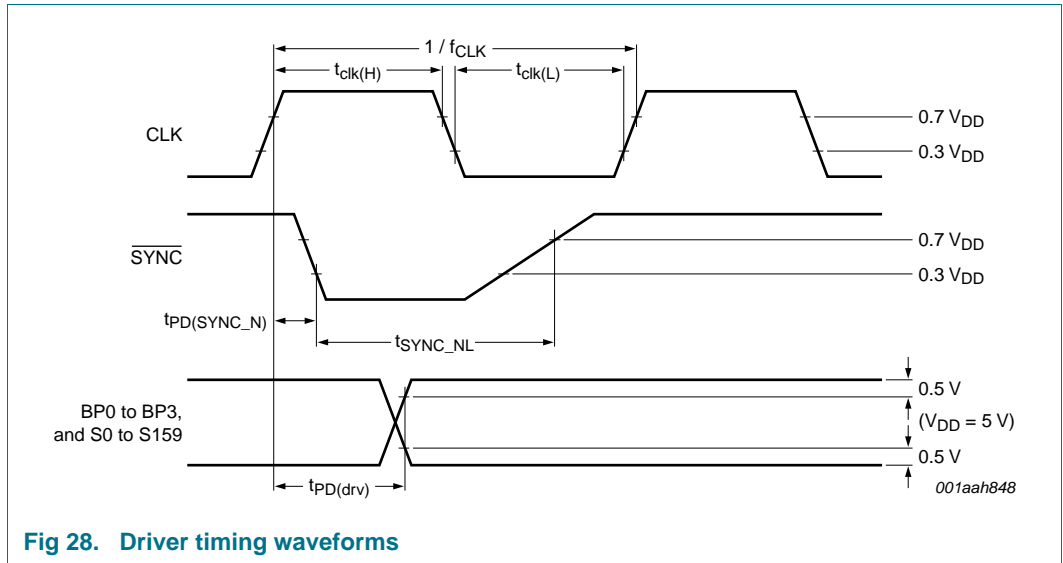 1 / fCLK
tclk(H)
tclk(L)
CLK
0.7 VDD
0.3 VDD
SYNC
0.7 VDD
0.3 VDD
tPD(SYNC_N)
tSYNC_NL
BP0 to BP3,
and S0 to S159
0.5 V
(VDD = 5 V)
0.5 V
tPD(drv)
001aah848
Fig 28. Driver timing waveforms